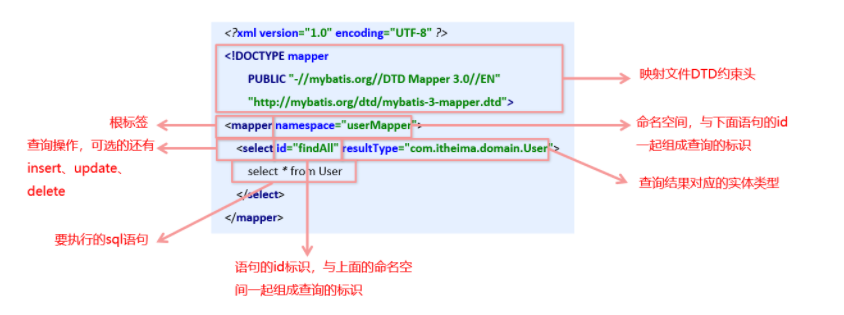 <?xml version="1.0" encoding="UTF-8" ?>
<!DOCTYPE mapper
PUBLIC "-//mybatis.org//DTD Mapper 3.0//EN"
"http://mybatis.org/dtd/mybatis-3-mapper.dtd">
映射文件DTD约束头
根标签
<mapper namespace="userMapper">
命名空间，与下面语句的id
一起组成查询的标识
查询操作，可选的还有
insert、update、
delete
<select id="findAll" resultType="com.itheima.domain.User">
select * from User
</select>
</mapper>
查询结果对应的实体类型
要执行的sql语句
语句的id标识，与上面的命名空
间一起组成查询的标识